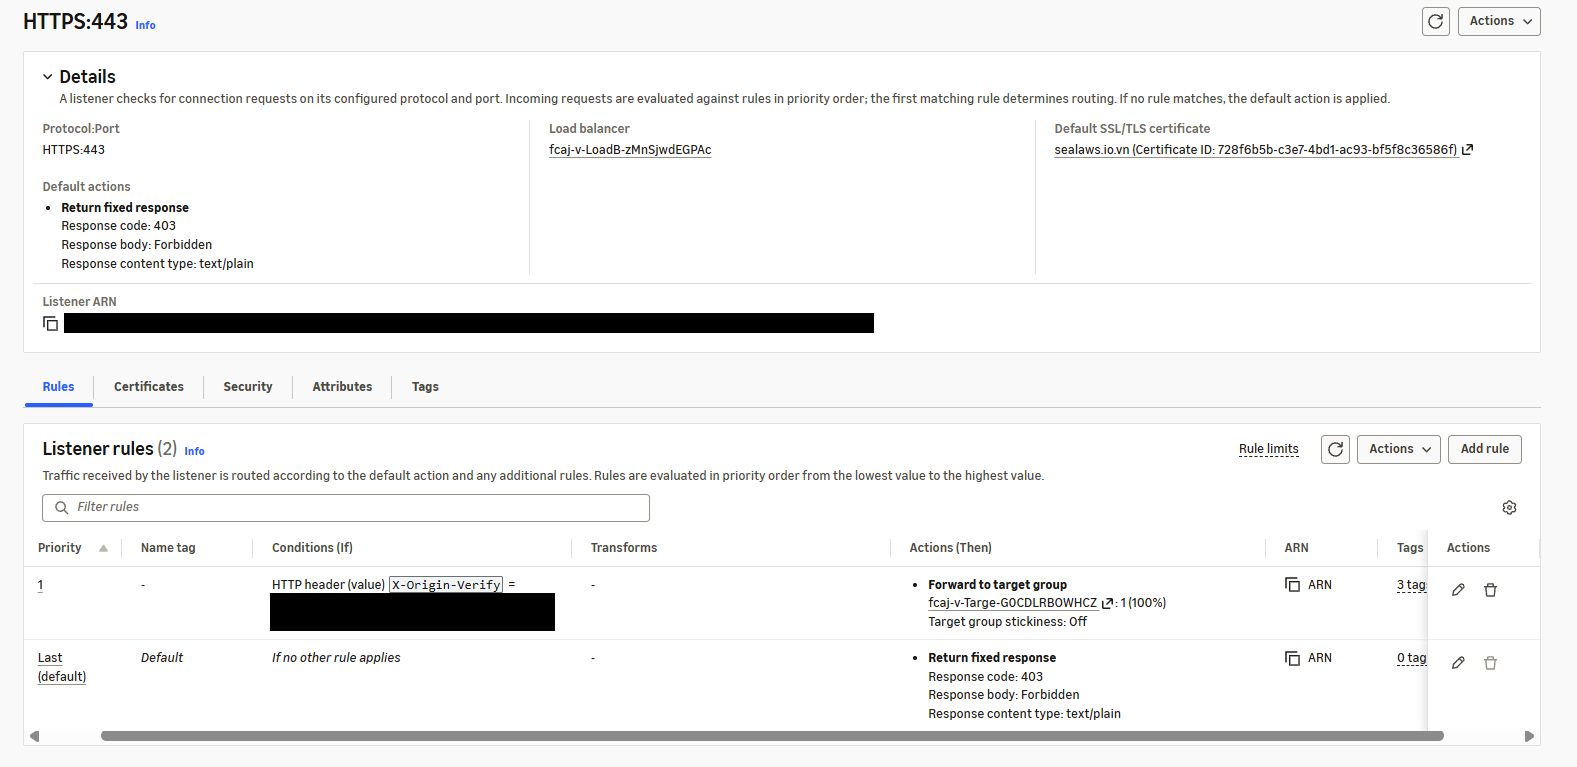 HTTPS:443 Info
Actions
Details
A listener checks for connection requests on its configured protocol and port. Incoming requests are evaluated against rules in priority order; the first matching rule determines routing. If no rule matches, the default action is applied.
Protocol:Port
HTTPS:443
Load balancer
fcaj-v-LoadB-zMnSjwdEGPAc
Default SSL/TLS certificate
sealaws.io.vn (Certificate ID: 728f6b5b-c3e7-4bd1-ac93-bf5f8c36586f)
Default actions
• Return fixed response
Response code: 403
Response body: Forbidden
Response content type: text/plain
Listener ARN
Rules Certificates Security Attributes Tags
Listener rules (2) Info
Rule limits Actions Add rule
Traffic received by the listener is routed according to the default action and any additional rules. Rules are evaluated in priority order from the lowest value to the highest value.
Filter rules
Priority Name tag Conditions (If) Transforms Actions (Then) ARN Tags Actions
1 - HTTP header (value) X-Origin-Verify = - • Forward to target group ARN 3 tag
fcaj-v-Targe-G0CDLRBOWHCZ : 1 (100%)
Target group stickiness: Off
Last Default If no other rule applies - • Return fixed response ARN 0 tag
(default) Response code: 403
Response body: Forbidden
Response content type: text/plain